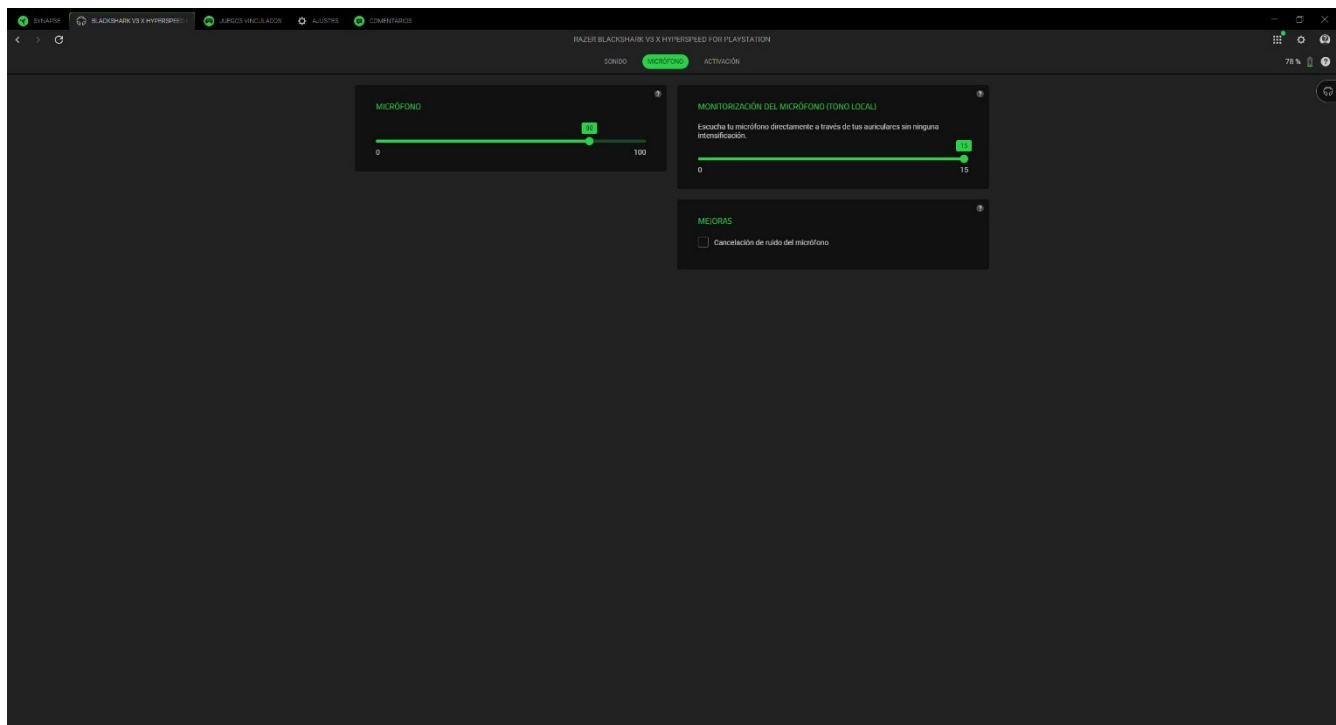 SYNAPSE
BLACKSHARK V3 X HYPERSPEED
JUEGOS VINCULADOS
AJUSTES
COMENTARIOS
RAZER BLACKSHARK V3 X HYPERSPEED FOR PLAYSTATION
SONIDO
MICRÓFONO
ACTIVACIÓN
78 %
MICRÓFONO
0
100
MONITORIZACIÓN DEL MICRÓFONO (TONO LOCAL)
Escucha tu micrófono directamente a través de tus auriculares sin ninguna
intensificación.
15
0
15
MEJORAS
Cancelación de ruido del micrófono